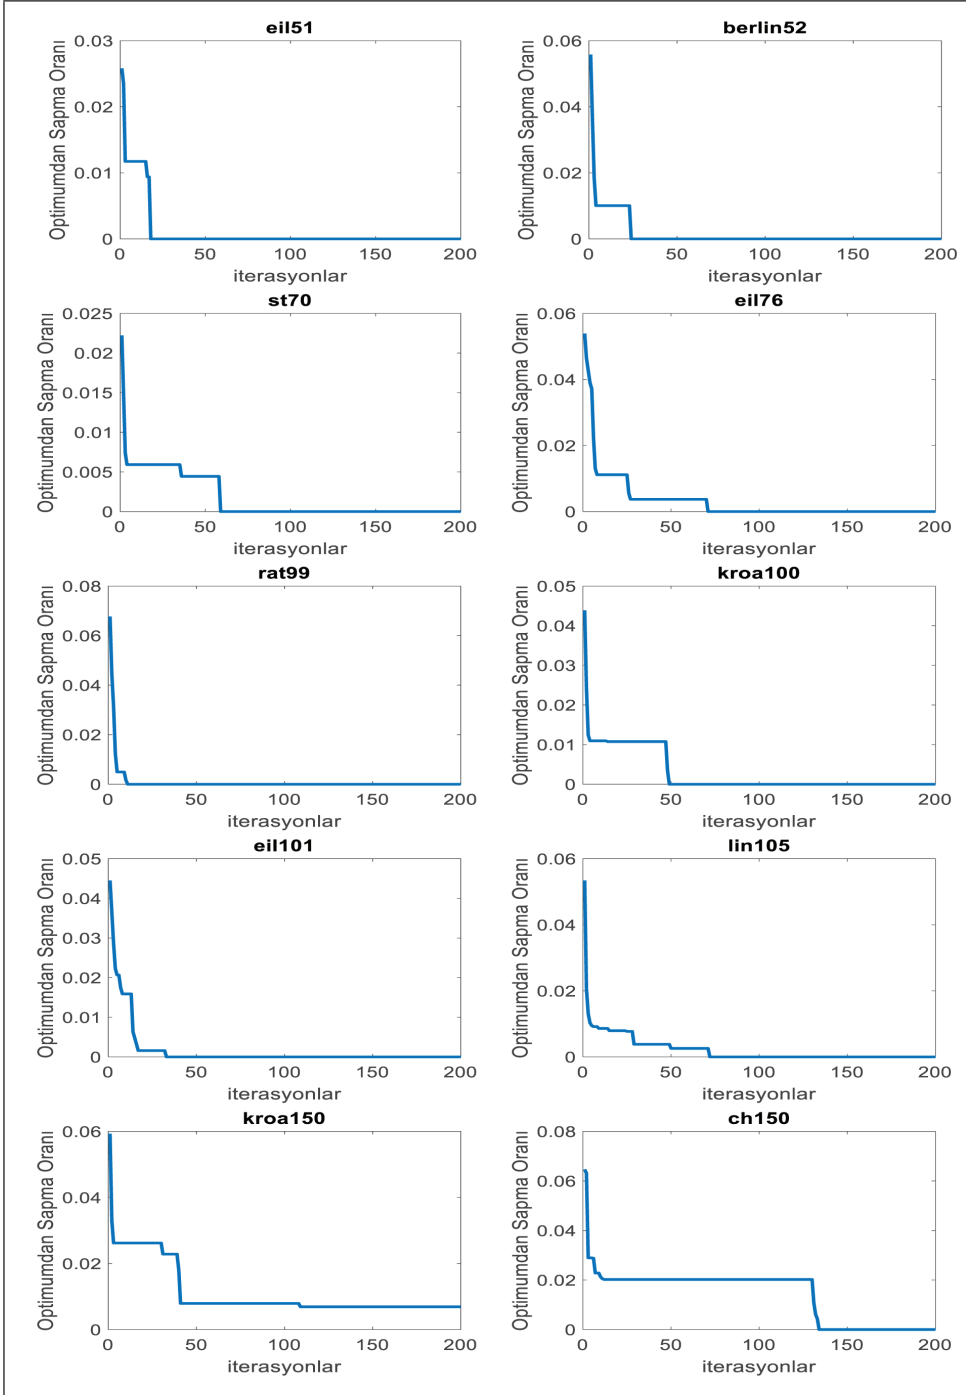 eil51
Optimumdan Sapma Oranı
0.03
0.02
0.01
0
0 50 100 150 200
iterasyonlar
berlin52
Optimumdan Sapma Oranı
0.06
0.04
0.02
0
0 50 100 150 200
iterasyonlar
st70
Optimumdan Sapma Oranı
0.025
0.02
0.015
0.01
0.005
0
0 50 100 150 200
iterasyonlar
eil76
Optimumdan Sapma Oranı
0.06
0.04
0.02
0
0 50 100 150 200
iterasyonlar
rat99
Optimumdan Sapma Oranı
0.08
0.06
0.04
0.02
0
0 50 100 150 200
iterasyonlar
kroa100
Optimumdan Sapma Oranı
0.05
0.04
0.03
0.02
0.01
0
0 50 100 150 200
iterasyonlar
eil101
Optimumdan Sapma Oranı
0.05
0.04
0.03
0.02
0.01
0
0 50 100 150 200
iterasyonlar
lin105
Optimumdan Sapma Oranı
0.06
0.04
0.02
0
0 50 100 150 200
iterasyonlar
kroa150
Optimumdan Sapma Oranı
0.06
0.04
0.02
0
0 50 100 150 200
iterasyonlar
ch150
Optimumdan Sapma Oranı
0.08
0.06
0.04
0.02
0
0 50 100 150 200
iterasyonlar